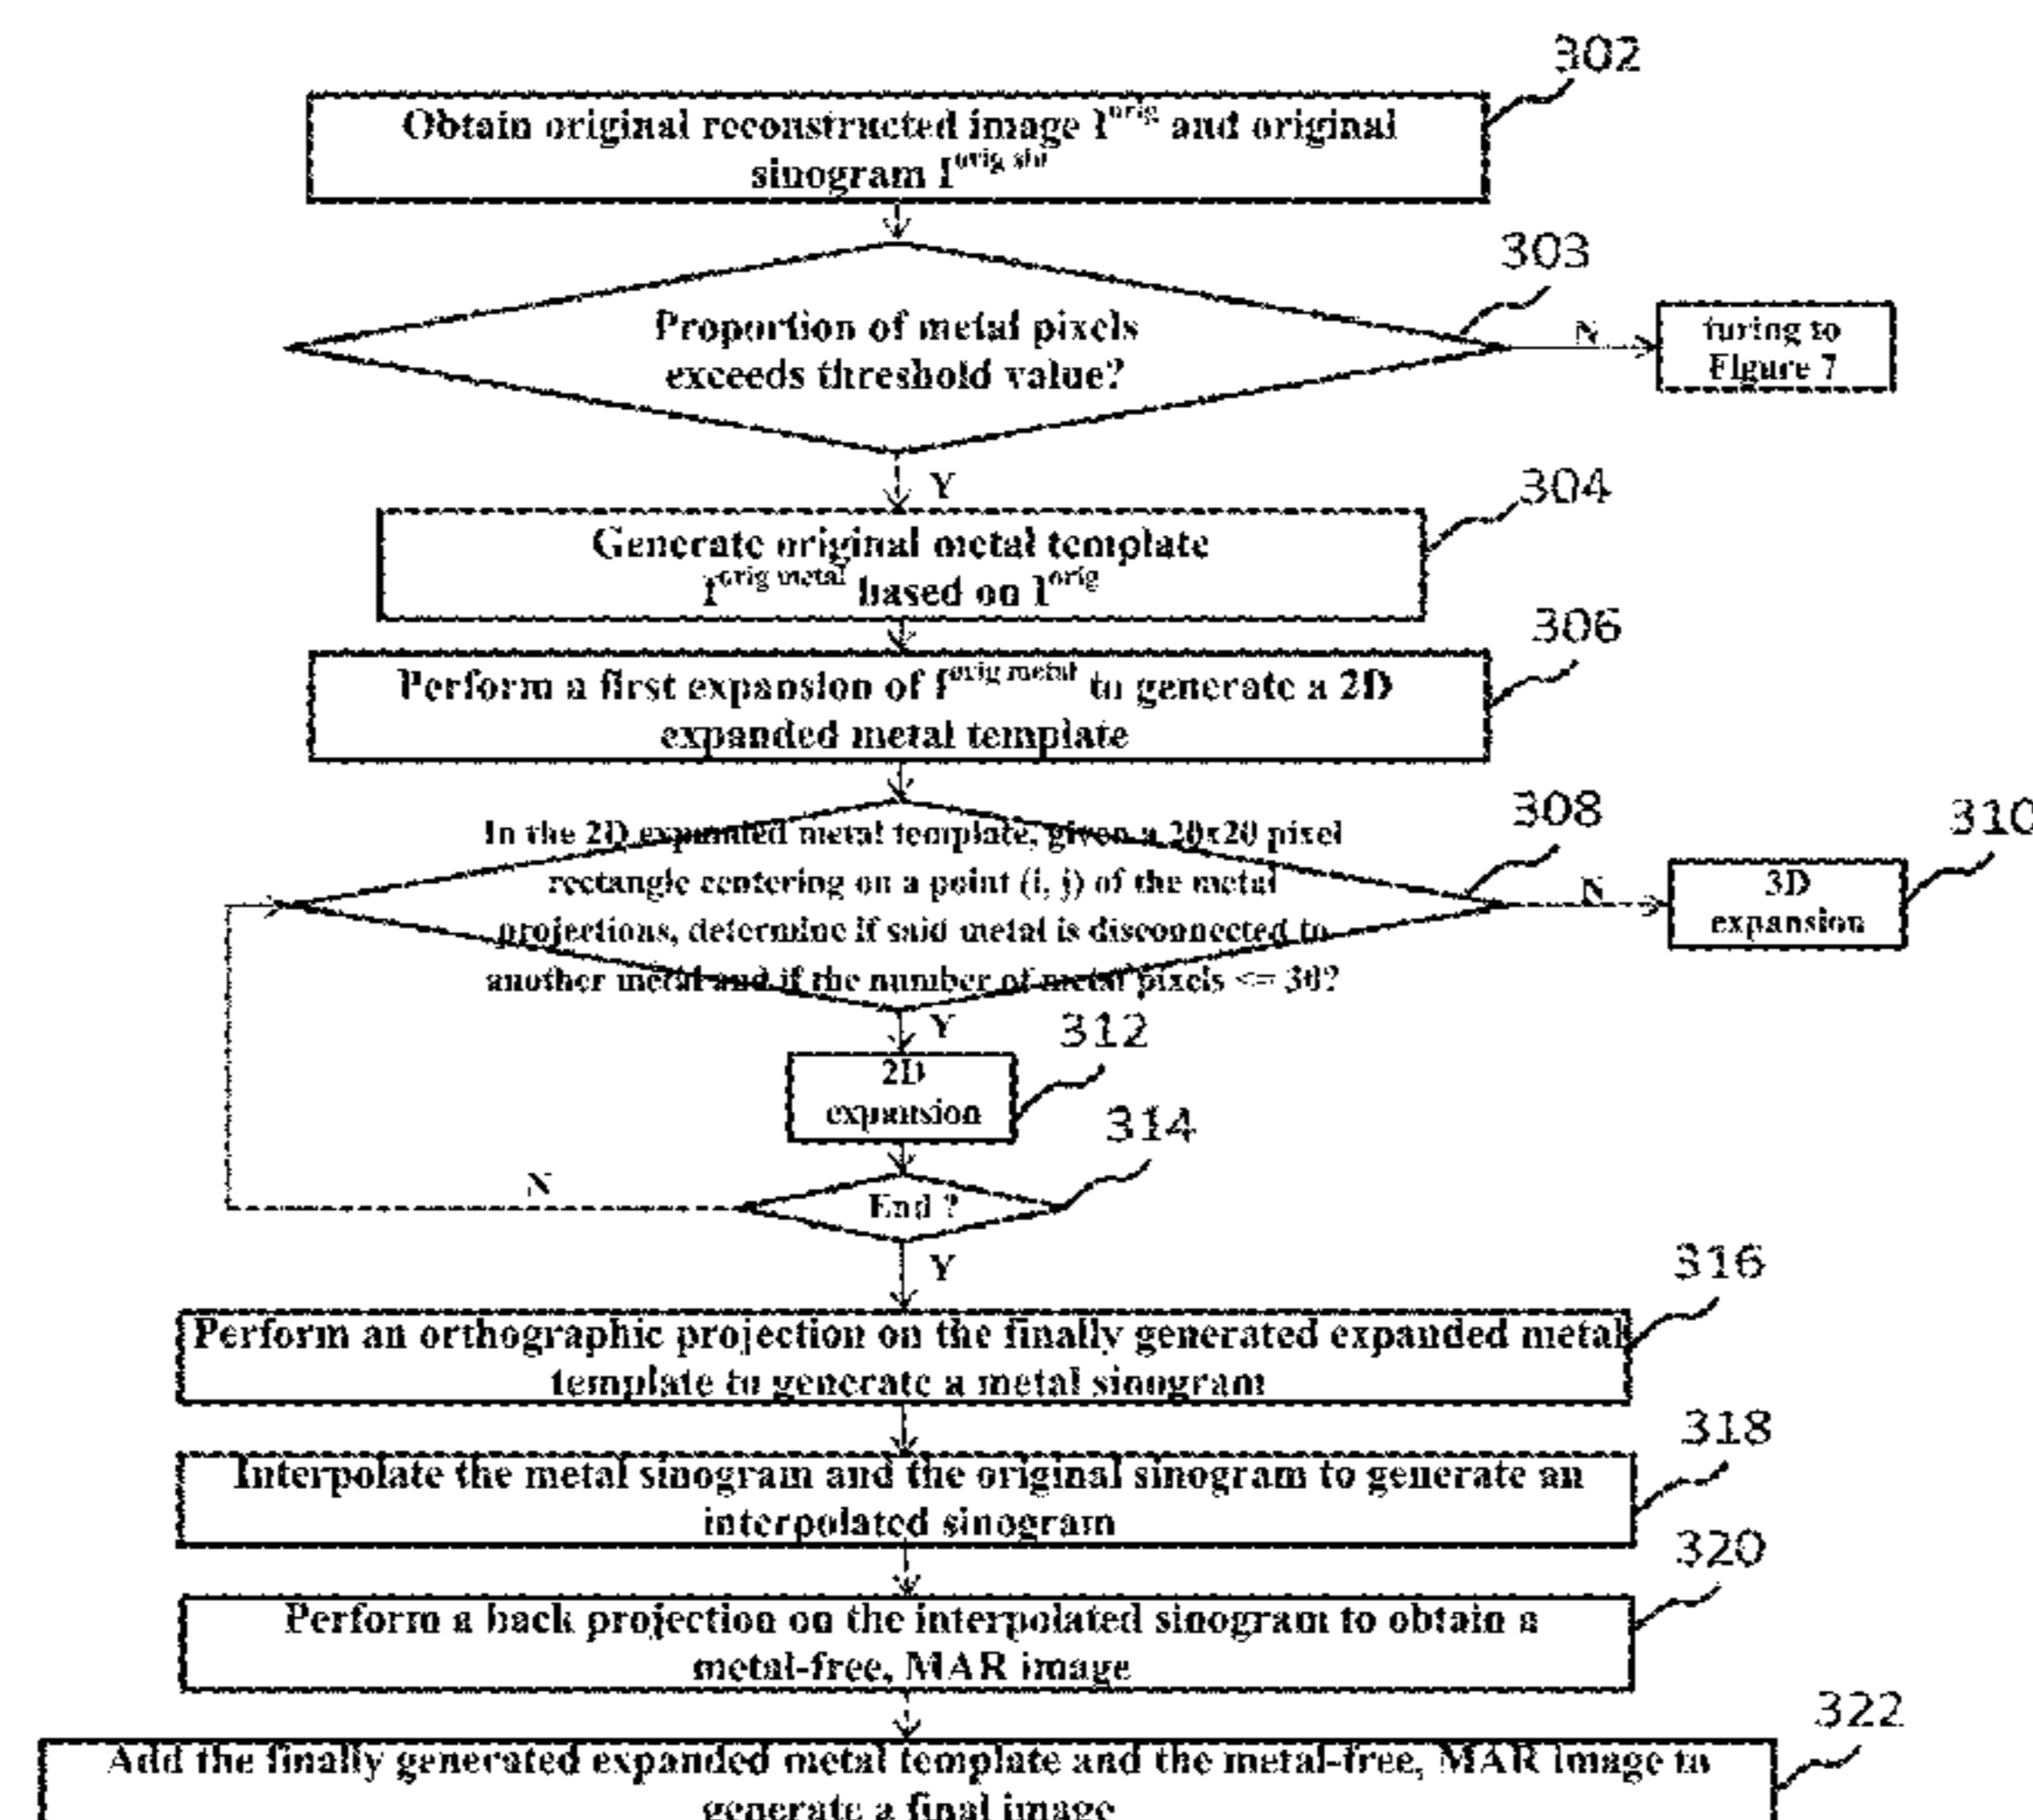 302
Obtain original reconstructed image I^orig and original
sinogram I^orig sin
303
Proportion of metal pixels
exceeds threshold value?
N
turing to
Figure 7
Y
304
Generate original metal template
I^orig metal based on I^orig
306
Perform a first expansion of I^orig metal to generate a 2D
expanded metal template
308
310
In the 2D expanded metal template, given a 20x20 pixel
rectangle centering on a point (i, j) of the metal
projections, determine if said metal is disconnected to
another metal and if the number of metal pixels <= 30?
N
3D
expansion
Y
312
2D
expansion
314
N
End ?
Y
316
Perform an orthographic projection on the finally generated expanded metal
template to generate a metal sinogram
318
Interpolate the metal sinogram and the original sinogram to generate an
interpolated sinogram
320
Perform a back projection on the interpolated sinogram to obtain a
metal-free, MAR image
322
Add the finally generated expanded metal template and the metal-free, MAR image to
generate a final image